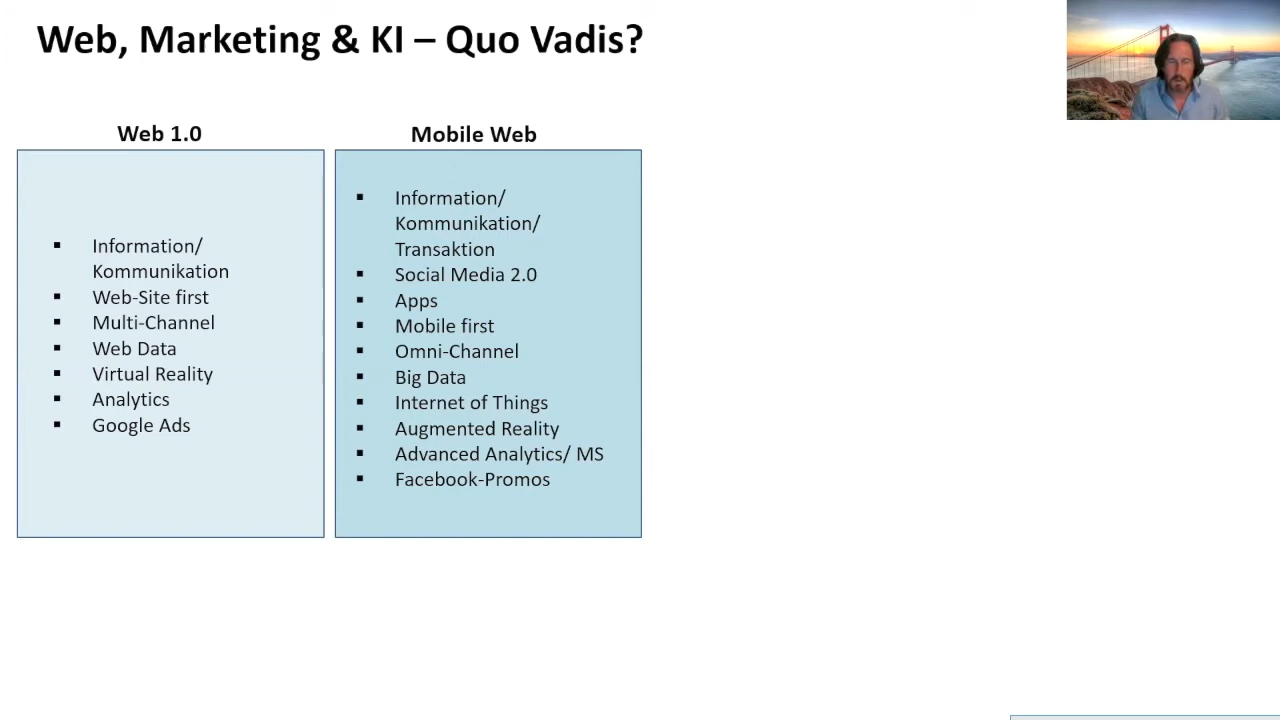 Web, Marketing & KI – Quo Vadis?
Web 1.0
▪ Information/
Kommunikation
▪ Web-Site first
▪ Multi-Channel
▪ Web Data
▪ Virtual Reality
▪ Analytics
▪ Google Ads
Mobile Web
▪ Information/
Kommunikation/
Transaktion
▪ Social Media 2.0
▪ Apps
▪ Mobile first
▪ Omni-Channel
▪ Big Data
▪ Internet of Things
▪ Augmented Reality
▪ Advanced Analytics/ MS
▪ Facebook-Promos